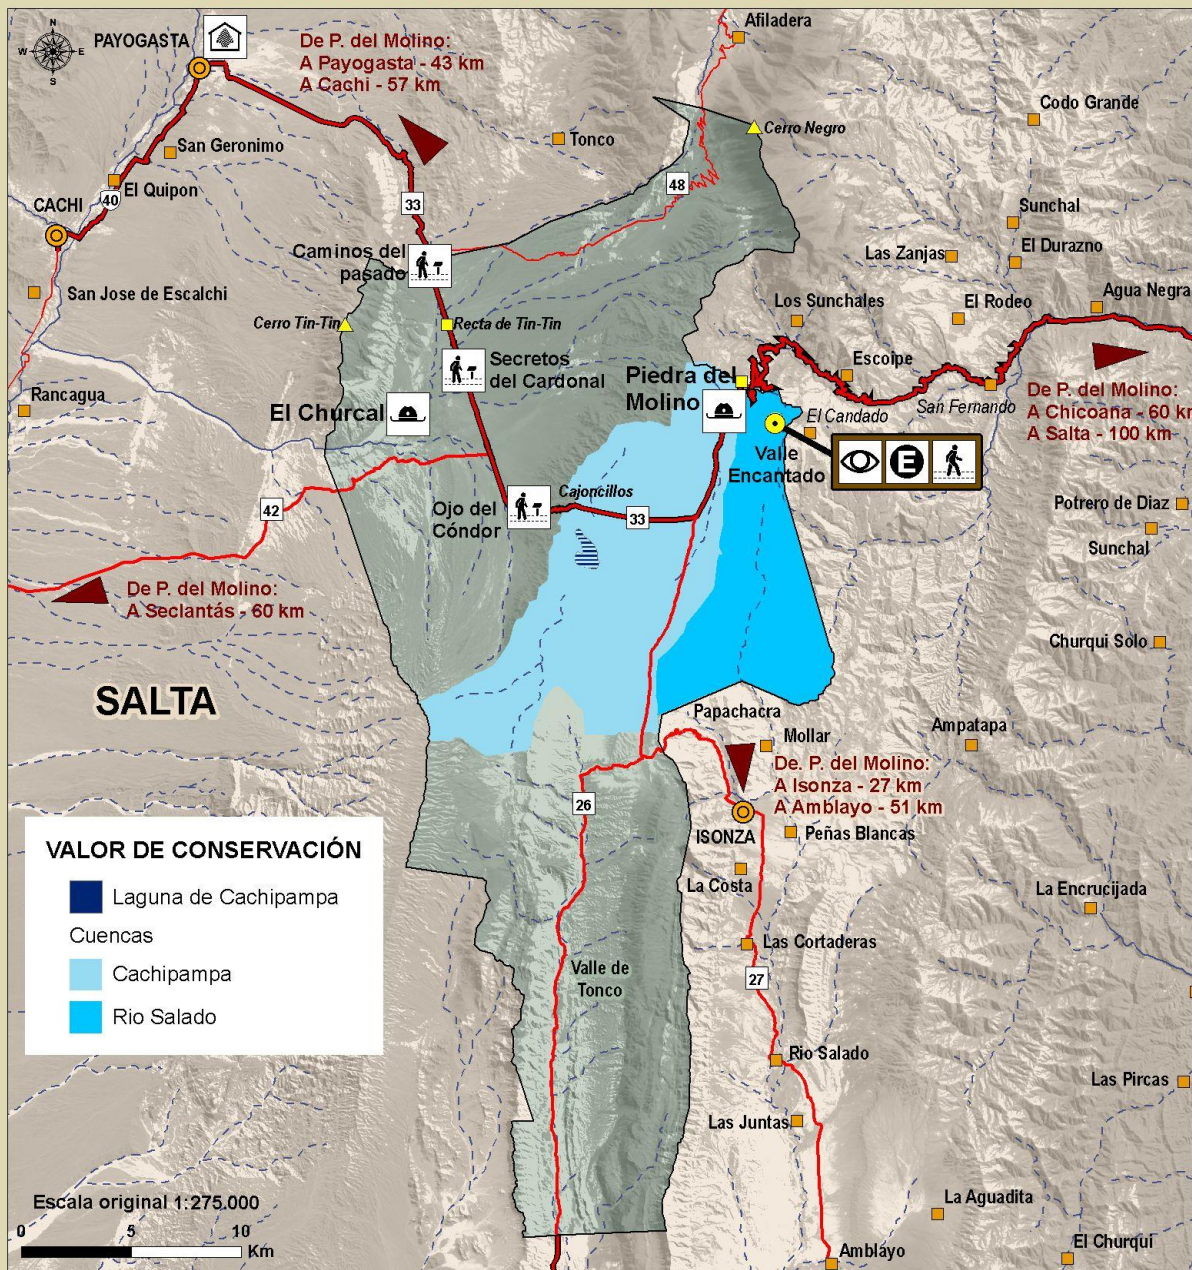 N
W E
S
PAYOGASTA
De P. del Molino:
A Payogasta - 43 km
A Cachi - 57 km
Afiladera
Codo Grande
Cerro Negro
Tonco
San Geronimo
El Quipon
40
CACHI
33
48
Sunchal
El Durazno
Las Zanjas
Caminos del
pasado
San Jose de Escalchi
Cerro Tin-Tin
Recta de Tin-Tin
Los Sunchales
El Rodeo
Agua Negra
Secretos
del Cardonal
Escoipe
Piedra del
Molino
San Fernando
De P. del Molino:
A Chicoana - 60 km
A Salta - 100 km
Rancagua
El Churcal
El Candado
Valle
Encantado
E
Cajoncillos
Ojo del
Cóndor
33
42
Potrero de Diaz
Sunchal
De P. del Molino:
A Seclantás - 60 km
Churqui Solo
SALTA
Papachacra
Mollar
Ampatapa
De. P. del Molino:
A Isonza - 27 km
A Amblayo - 51 km
26
ISONZA
Peñas Blancas
La Costa
La Encrucijada
VALOR DE CONSERVACIÓN
Laguna de Cachipampa
Cuencas
Cachipampa
Rio Salado
Las Cortaderas
Valle de
Tonco
27
Rio Salado
Las Pircas
Las Juntas
La Aguadita
Escala original 1:275.000
0 5 10
Km
Amblayo
El Churqui